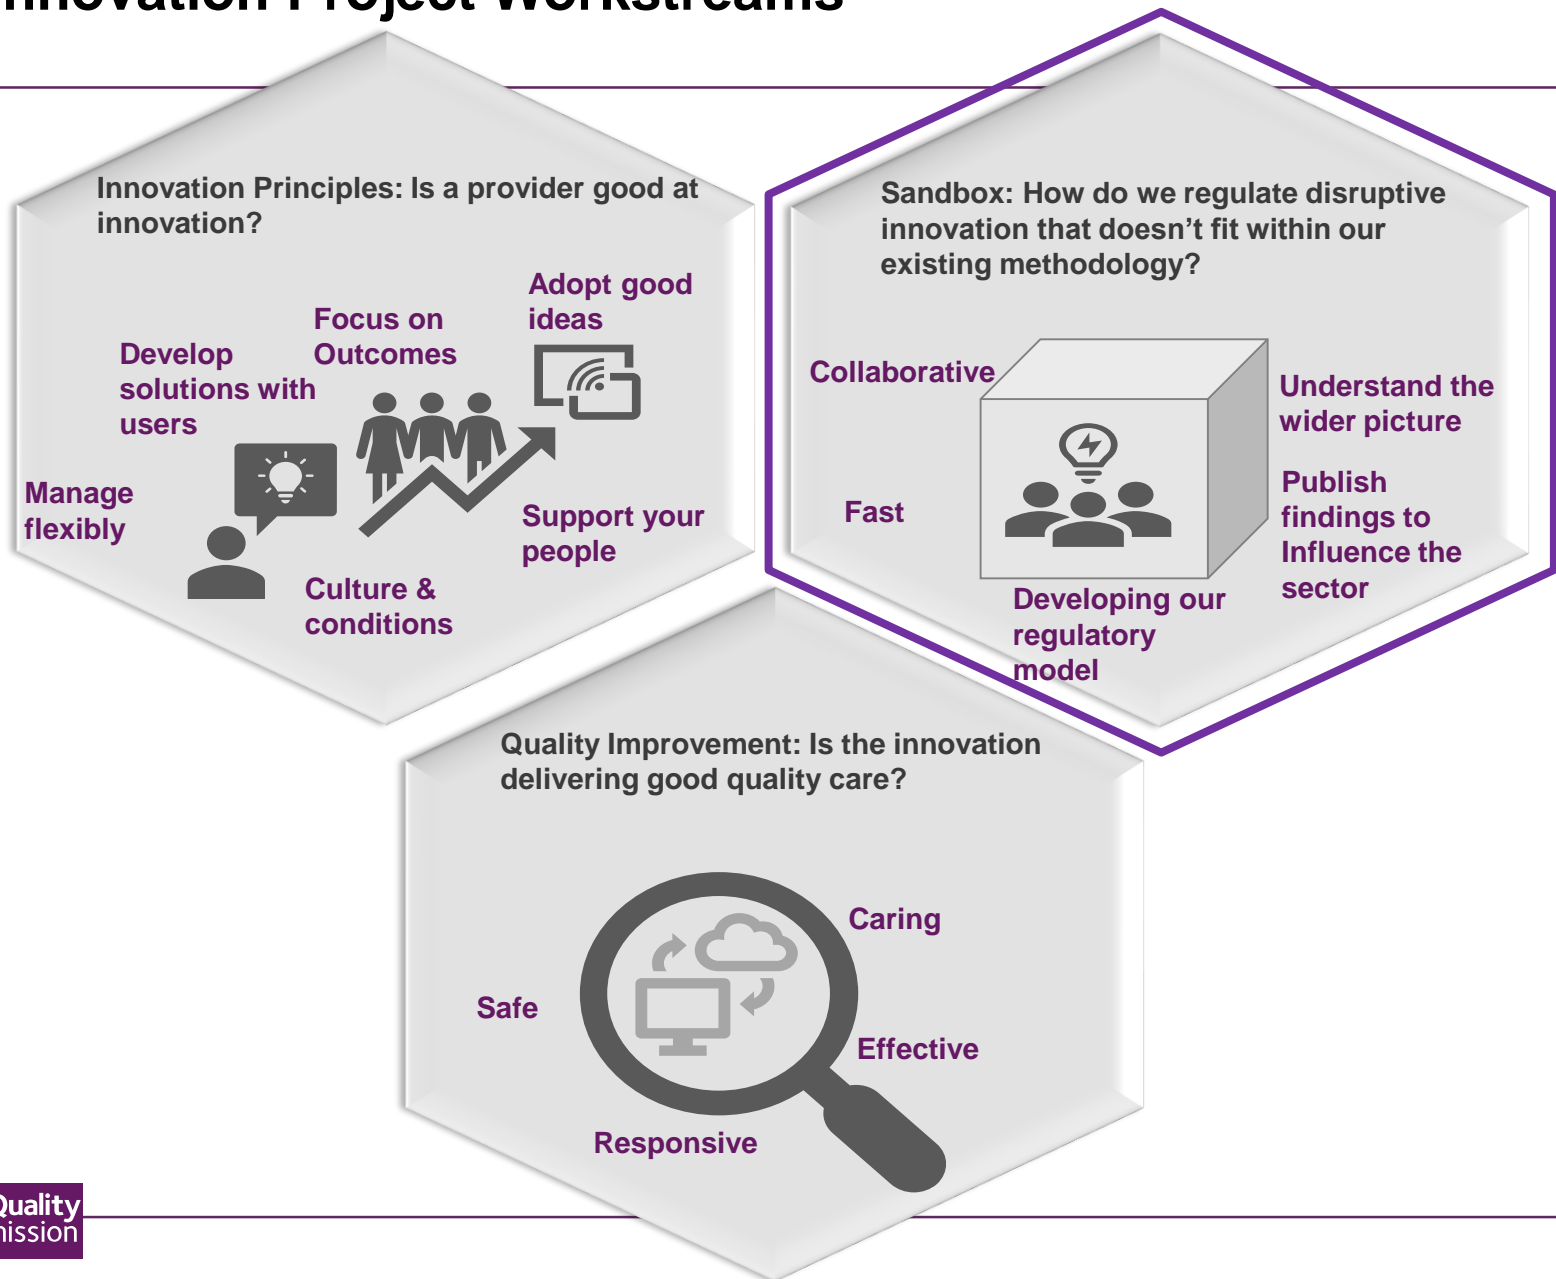 Project Workstreams
Innovation Principles: Is a provider good at
innovation?
Adopt good
ideas
Focus on
Outcomes
Develop
solutions with
users
Manage
flexibly
Support your
people
Culture &
conditions
Sandbox: How do we regulate disruptive
innovation that doesn’t fit within our
existing methodology?
Collaborative
Understand the
wider picture
Fast
Publish
findings to
Influence the
sector
Developing our
regulatory
model
Quality Improvement: Is the innovation
delivering good quality care?
Caring
Safe
Effective
Responsive
Quality